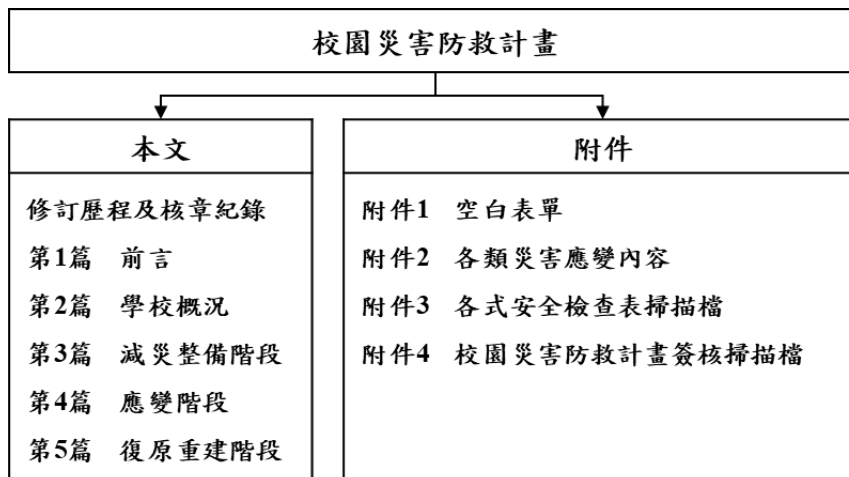 校園災害防救計畫
本文
修訂歷程及核章紀錄
第1篇 前言
第2篇 學校概況
第3篇 減災整備階段
第4篇 應變階段
第5篇 復原重建階段
附件
附件1 空白表單
附件2 各類災害應變內容
附件3 各式安全檢查表掃描檔
附件4 校園災害防救計畫簽核掃描檔